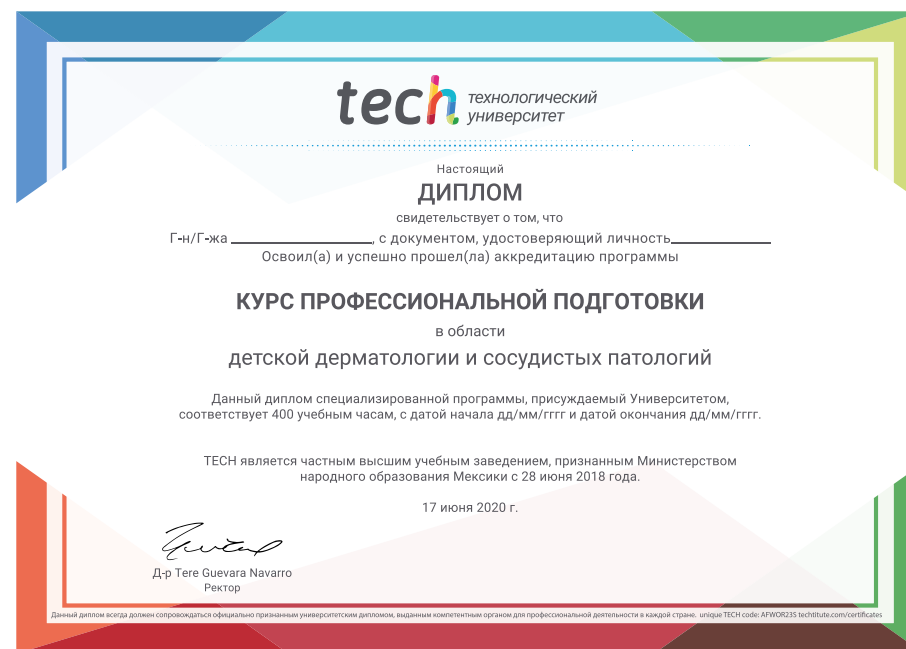 tech технологический
университет
Настоящий
ДИПЛОМ
свидетельствует о том, что
Г-н/Г-жа ____________, с документом, удостоверяющий личность____________
Освоил(а) и успешно прошел(ла) аккредитацию программы
КУРС ПРОФЕССИОНАЛЬНОЙ ПОДГОТОВКИ
в области
детской дерматологии и сосудистых патологий
Данный диплом специализированной программы, присуждаемый Университетом,
соответствует 400 учебным часам, с датой начала дд/мм/гггг и датой окончания дд/мм/гггг.
TECH является частным высшим учебным заведением, признанным Министерством
народного образования Мексики с 28 июня 2018 года.
17 июня 2020 г.
Д-р Tere Guevara Navarro
Ректор
Данный диплом всегда должен сопровождаться официально признанным университетским дипломом, выданным компетентным органом для профессиональной деятельности в каждой стране. unique TECH code: AFWOR235 techtitute.com/certificates